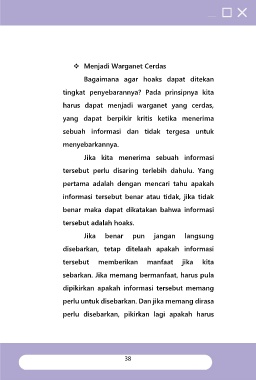 ❖ Menjadi Warganet Cerdas
Bagaimana agar hoaks dapat ditekan
tingkat penyebarannya? Pada prinsipnya kita
harus dapat menjadi warganet yang cerdas,
yang dapat berpikir kritis ketika menerima
sebuah informasi dan tidak tergesa untuk
menyebarkannya.
Jika kita menerima sebuah informasi
tersebut perlu disaring terlebih dahulu. Yang
pertama adalah dengan mencari tahu apakah
informasi tersebut benar atau tidak, jika tidak
benar maka dapat dikatakan bahwa informasi
tersebut adalah hoaks.
Jika benar pun jangan langsung
disebarkan, tetap ditelaah apakah informasi
tersebut memberikan manfaat jika kita
sebarkan. Jika memang bermanfaat, harus pula
dipikirkan apakah informasi tersebut memang
perlu untuk disebarkan. Dan jika memang dirasa
perlu disebarkan, pikirkan lagi apakah harus
38